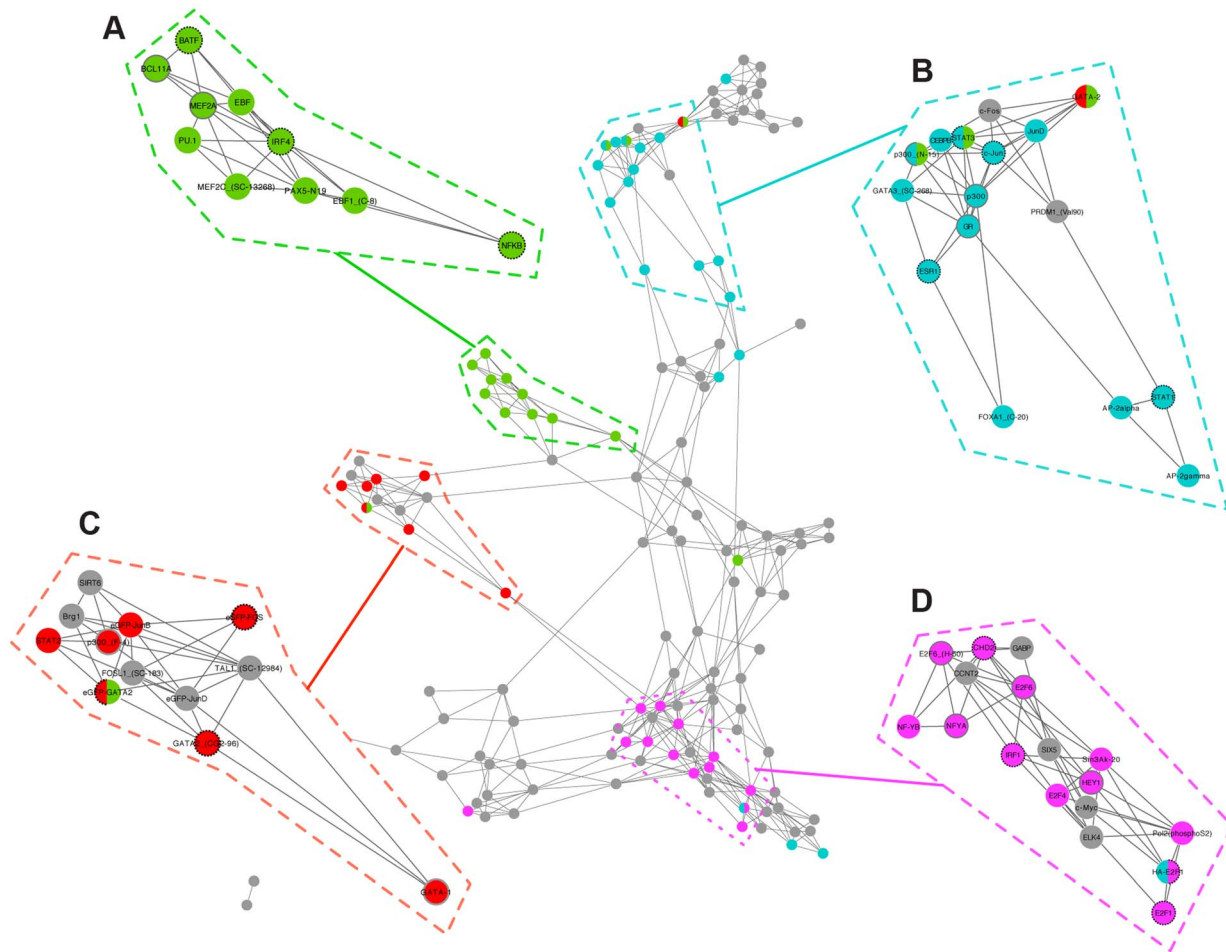 A
BATF
BCL11A
MEF2A
EBF
PU.1
IRF4
MEF2C_(SC-13268)
PAX5-N19
EBF1_(C-8)
NFKB
B
GATA-2
c-Fos
JunD
CEBPB
STAT3
p300_(N-15)
c-Jun
GATA3_(SC-268)
p300
PRDM1_(Val90)
GR
ESR1
FOXA1_(C-20)
AP-2alpha
AP-2gamma
C
SIRT6
Brg1
eGFP-FOS
eGFP-JunB
STAT2
p300_(F-4)
FOSL1_(SC-183)
TAL1_(SC-12984)
eGFP-GATA2
eGFP-JunD
GATA-1
D
E2F6_(H-50)
CHD2
GABP
CCNT2
E2F6
NF-YB
NFYA
IRF1
SIX5
Sin3Ak-20
HEY1
E2F4
c-Myc
ELK4
Pol2(phosphoS2)
HA-E2F1
E2F1